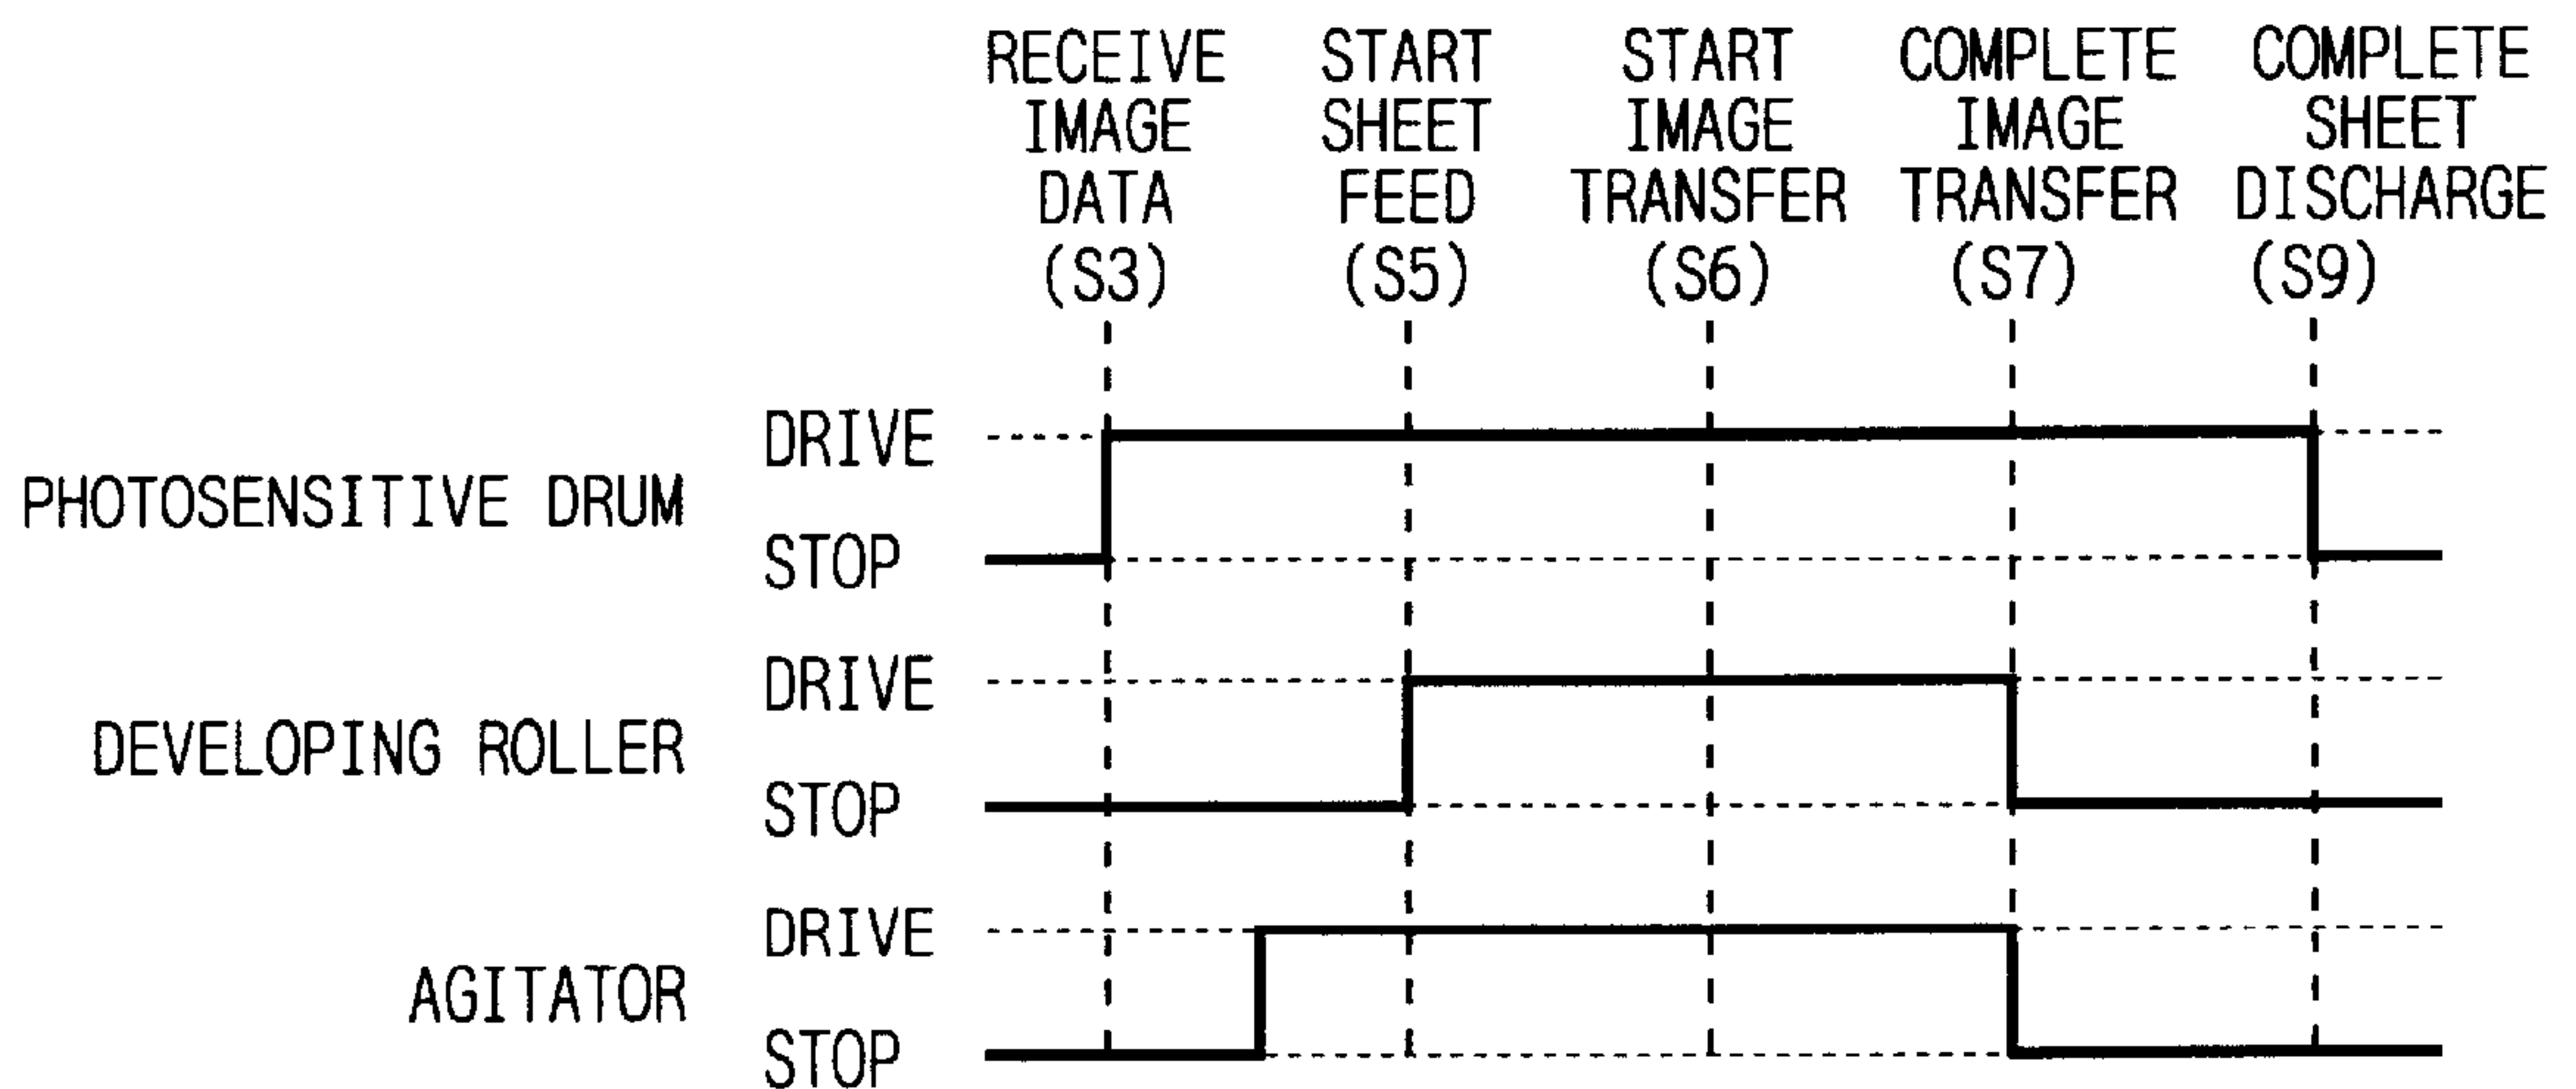 RECEIVE
IMAGE
DATA
(S3)
START
SHEET
FEED
(S5)
START
IMAGE
TRANSFER
(S6)
COMPLETE
IMAGE
TRANSFER
(S7)
COMPLETE
SHEET
DISCHARGE
(S9)
PHOTOSENSITIVE DRUM
DRIVE
STOP
DEVELOPING ROLLER
DRIVE
STOP
AGITATOR
DRIVE
STOP